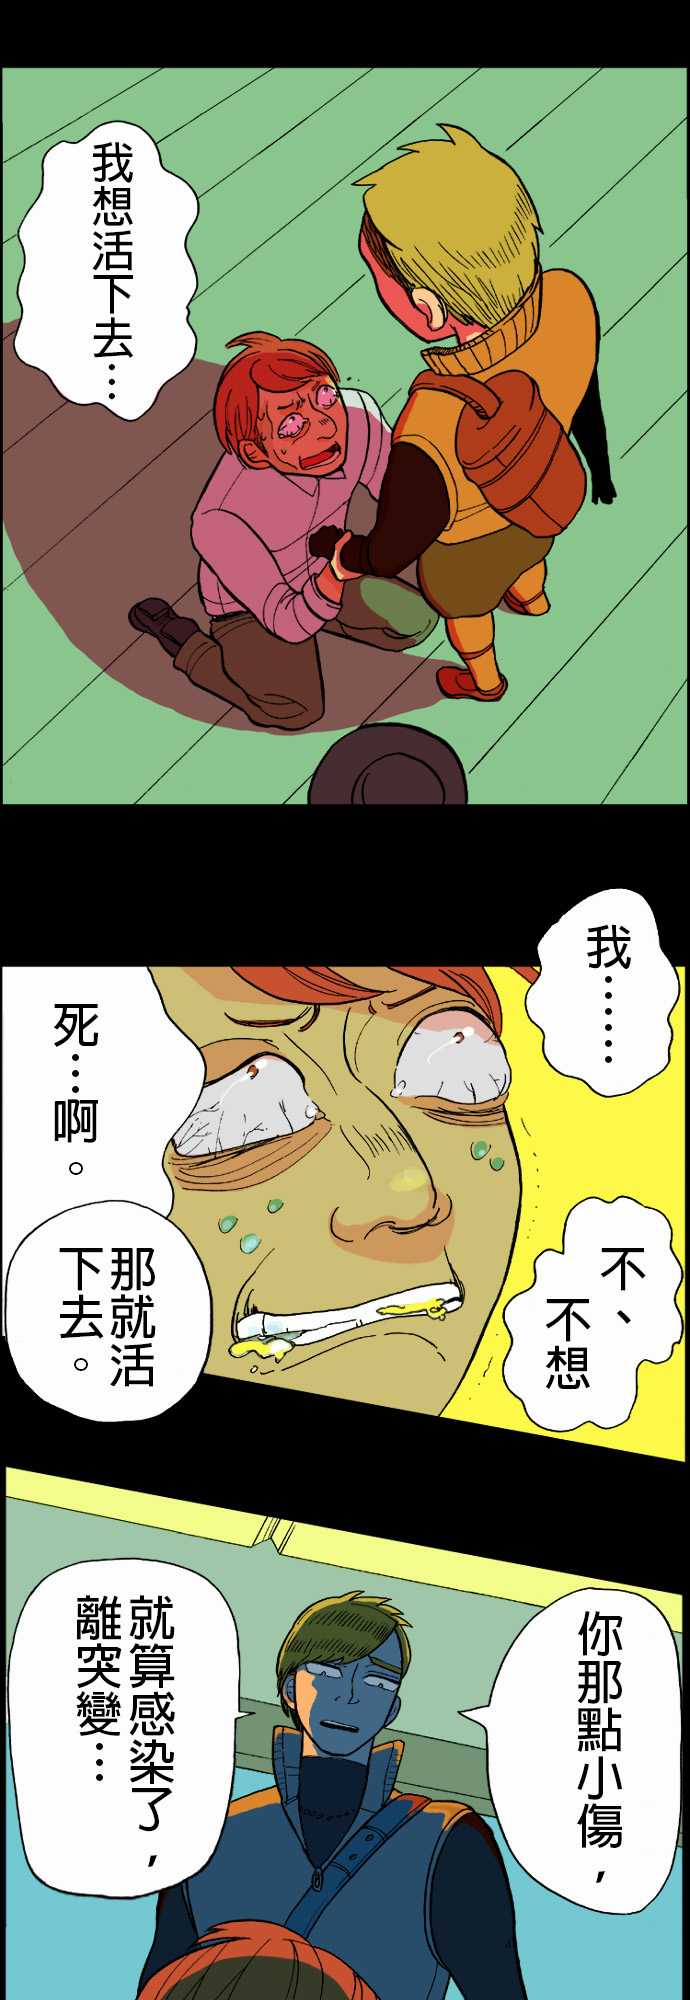 我想活下去…
我……
不、
不想
死…啊。
那就活
下去。
你那點小傷，
就算感染了，
離突變…